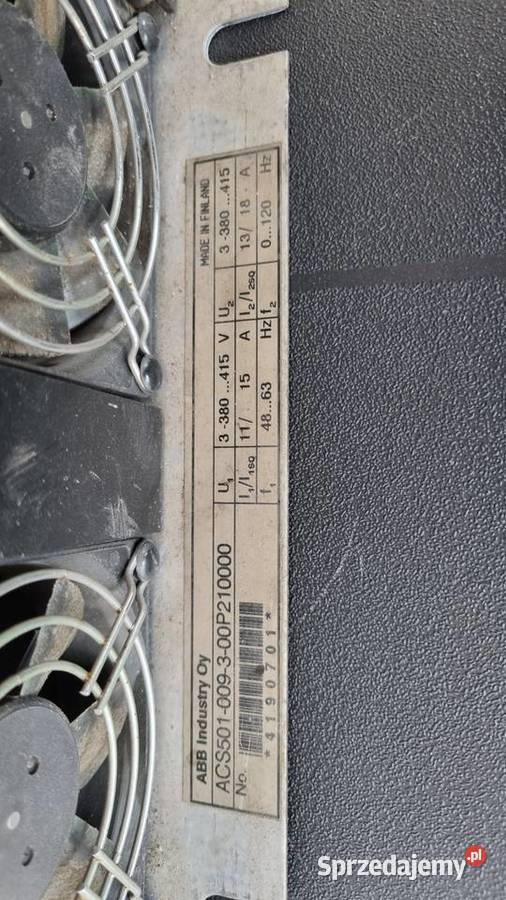 ABB Industry Oy MADE IN FINLAND
ACS501-009-3-00P210000 U1 3 ~380 ...415 V U2 3 ~380 ...415
No. I1/I1SQ 11/ 15 A I2/I2SQ 13/ 18 A
*4190701* f1 48...63 Hz f2 0...120 Hz
Sprzedajemy.pl